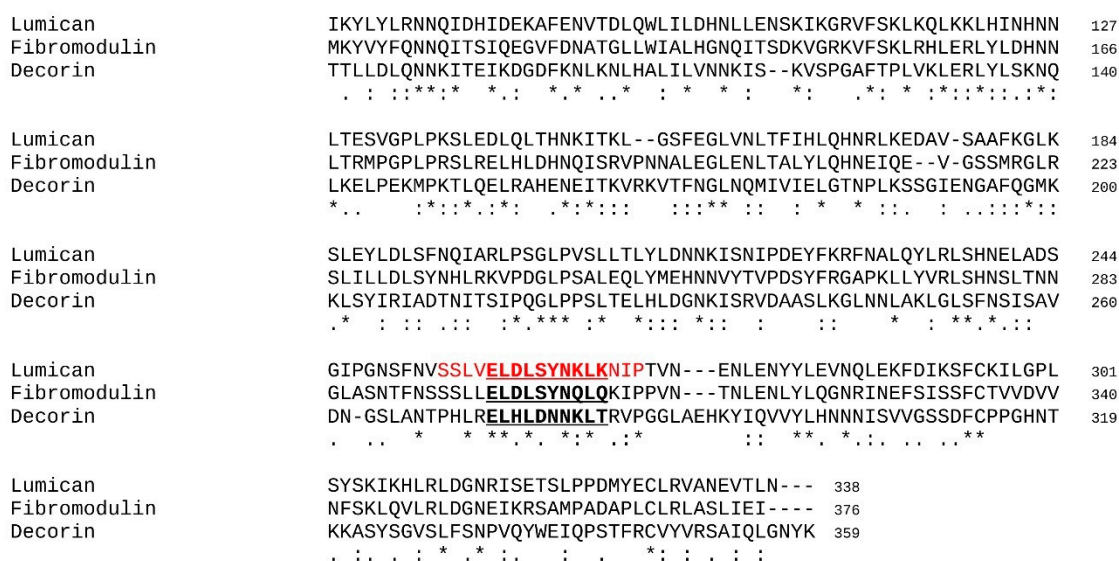 Lumican IKYLYLRNNQIDHIDEKAFENVTDLQWLILDHNLLENSKIKGRVFSKLKQLKKLHINHNN 127
Fibromodulin MKYVYFQNNQITSIQEGVFDNATGLLWIALHGNQITSDKVGRKVFSKLRHLERLYLDHNN 166
Decorin TTLLDLQNNKITEIKDGDFKNLKNLHALILVNNKIS--KVSPGAFTPLVKLERLYLSKNQ 140
. : ::**:* *.: *.* ..* : * * : *: .*: * :*::*::.:*:
Lumican LTESVGPLPKSLEDLQLTHNKITKL--GSFEGLVNLTFIHLQHNRLKEDAV-SAAFKGLK 184
Fibromodulin LTRMPGPLPRSLRELHLDHNQISRVPNNALEGLENLTALYLQHNEIQE--V-GSSMRGLR 223
Decorin LKELPEKMPKTLQELRAHENEITKVRKVTFNGLNQMIVIELGTNPLKSSGIENGAFQGMK 200
*.. :*::*.:*: .*:*::: :::** :: : * * ::. : ..:::*::
Lumican SLEYLDLSFNQIARLPSGLPVSLLTLYLDNNKISNIPDEYFKRFNALQYLRLSHNELADS 244
Fibromodulin SLILLDLSYNHLRKVPDGLPSALEQLYMEHNNVYTVPDSYFRGAPKLLYVRLSHNSLTNN 283
Decorin KLSYIRIADTNITSIPQGLPPSLTELHLDGNKISRVDAASLKGLNNLAKLGLSFNSISAV 260
.* : :: .:: :*.*** :* *::: *:: : :: * : **.*.::
Lumican GIPGNSFNVSSLVELDLSYNKLKNIPTVN---ENLENYYLEVNQLEKFDIKSFCKILGPL 301
Fibromodulin GLASNTFNSSSLLELDLSYNQLQKIPPVN---TNLENLYLQGNRINEFSISSFCTVVDVV 340
Decorin DN-GSLANTPHLRELHLDNNKLTRVPGGLAEHKYIQVVYLHNNNISVVGSSDFCPPGHNT 319
. .. * * **.*. *:* .:* :: **. *.:. .. ..**
Lumican SYSKIKHLRLDGNRISETSLPPDMYECLRVANEVTLN--- 338
Fibromodulin NFSKLQVLRLDGNEIKRSAMPADAPLCLRLASLIEI---- 376
Decorin KKASYSGVSLFSNPVQYWEIQPSTFRCVYVRSAIQLGNYK 359
. :. . : * .* :. : . *: : . : :